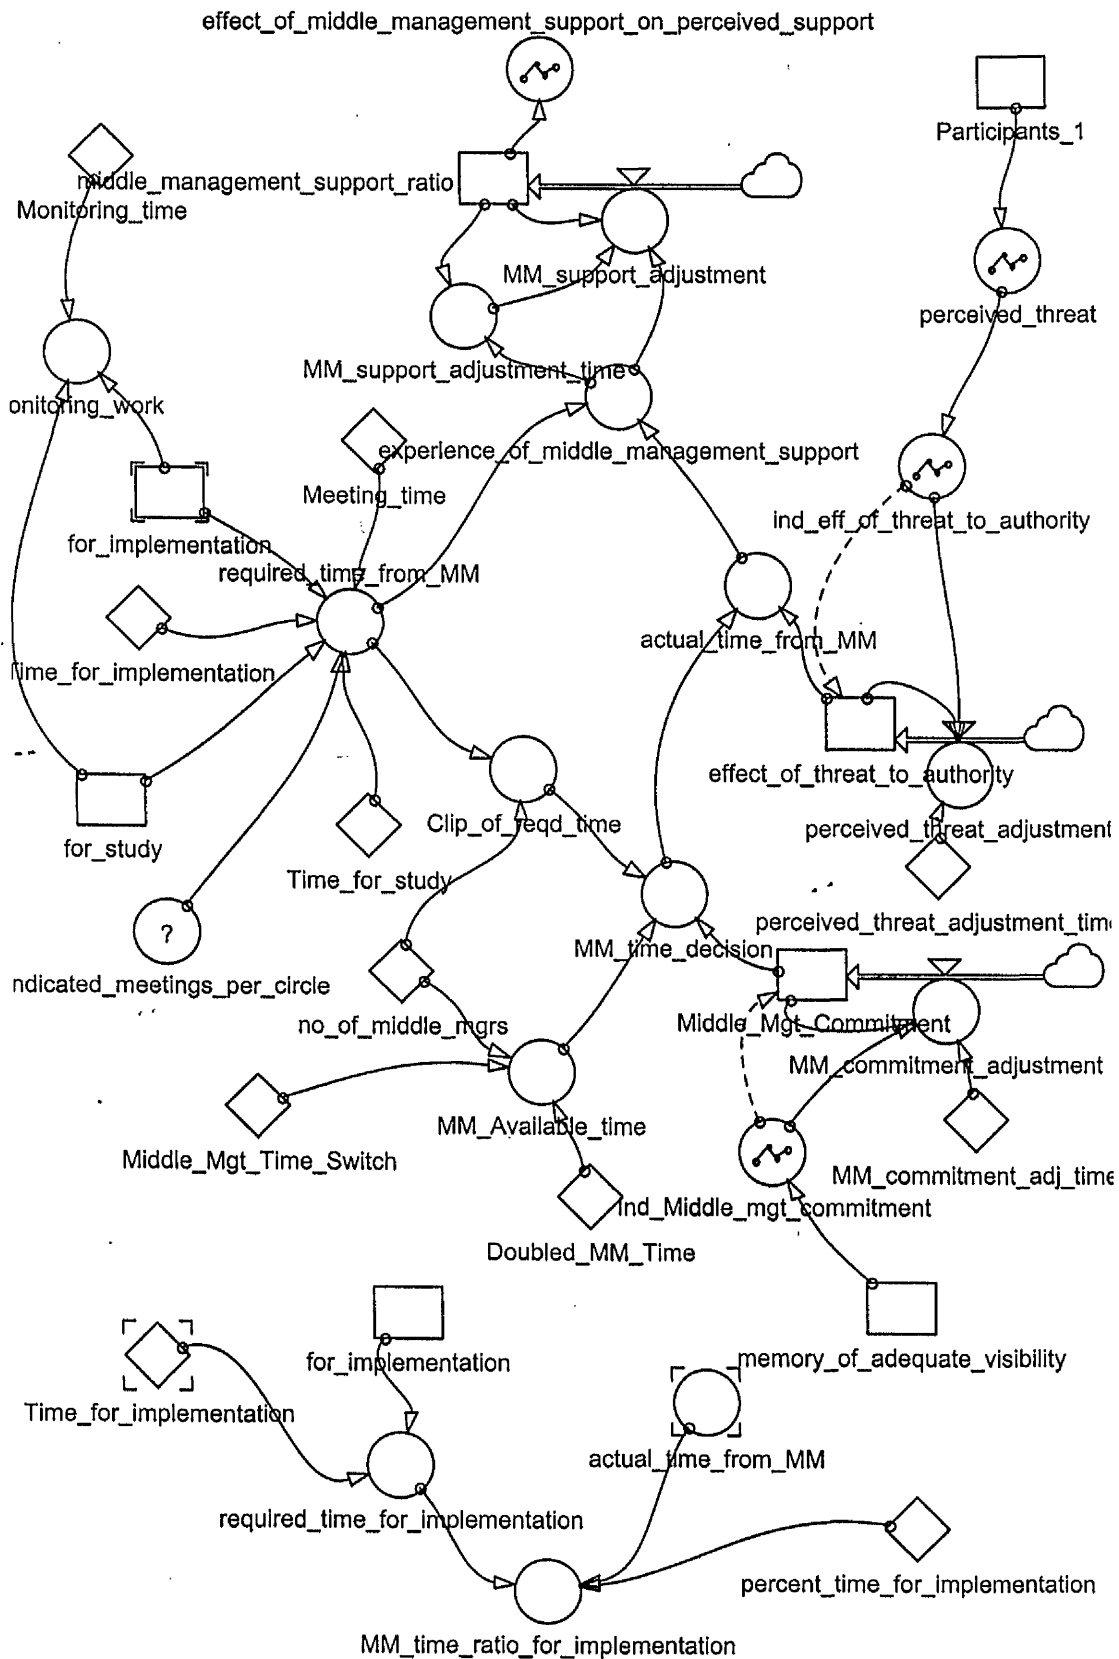 effect_of_middle_management_support_on_perceived_support
Participants_1
middle_management_support_ratio
Monitoring_time
MM_support_adjustment
perceived_threat
MM_support_adjustment_time
onitoring_work
experience_of_middle_management_support
Meeting_time
ind_eff_of_threat_to_authority
for_implementation
required_time_from_MM
actual_time_from_MM
Time_for_implementation
effect_of_threat_to_authority
Clip_of_reqd_time
perceived_threat_adjustment
for_study
Time_for_study
perceived_threat_adjustment_time
?
MM_time_decision
ndicated_meetings_per_circle
no_of_middle_mgrs
Middle_Mgt_Commitment
MM_commitment_adjustment
MM_Available_time
Middle_Mgt_Time_Switch
MM_commitment_adj_time
Ind_Middle_mgt_commitment
Doubled_MM_Time
for_implementation
memory_of_adequate_visibility
Time_for_implementation
actual_time_from_MM
required_time_for_implementation
percent_time_for_implementation
MM_time_ratio_for_implementation